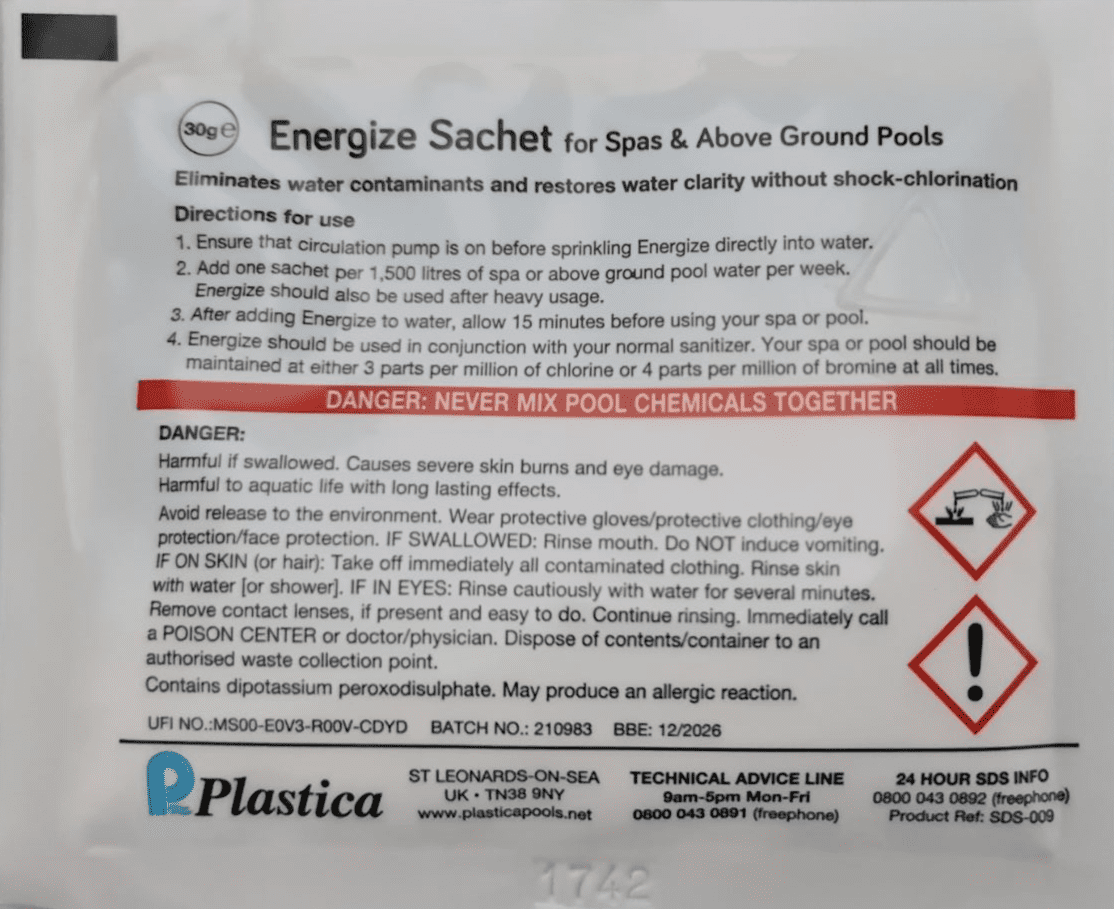 30g e Energize Sachet for Spas & Above Ground Pools
Eliminates water contaminants and restores water clarity without shock-chlorination
Directions for use
1. Ensure that circulation pump is on before sprinkling Energize directly into water.
2. Add one sachet per 1,500 litres of spa or above ground pool water per week.
Energize should also be used after heavy usage.
3. After adding Energize to water, allow 15 minutes before using your spa or pool.
4. Energize should be used in conjunction with your normal sanitizer. Your spa or pool should be
maintained at either 3 parts per million of chlorine or 4 parts per million of bromine at all times.
DANGER: NEVER MIX POOL CHEMICALS TOGETHER
DANGER:
Harmful if swallowed. Causes severe skin burns and eye damage.
Harmful to aquatic life with long lasting effects.
Avoid release to the environment. Wear protective gloves/protective clothing/eye
protection/face protection. IF SWALLOWED: Rinse mouth. Do NOT induce vomiting.
IF ON SKIN (or hair): Take off immediately all contaminated clothing. Rinse skin
with water [or shower]. IF IN EYES: Rinse cautiously with water for several minutes.
Remove contact lenses, if present and easy to do. Continue rinsing. Immediately call
a POISON CENTER or doctor/physician. Dispose of contents/container to an
authorised waste collection point.
Contains dipotassium peroxodisulphate. May produce an allergic reaction.
UFI NO.:MS00-E0V3-R00V-CDYD BATCH NO.: 210983 BBE: 12/2026
Plastica
ST LEONARDS-ON-SEA
UK • TN38 9NY
www.plasticapools.net
TECHNICAL ADVICE LINE
9am-5pm Mon-Fri
0800 043 0891 (freephone)
24 HOUR SDS INFO
0800 043 0892 (freephone)
Product Ref: SDS-009
1742